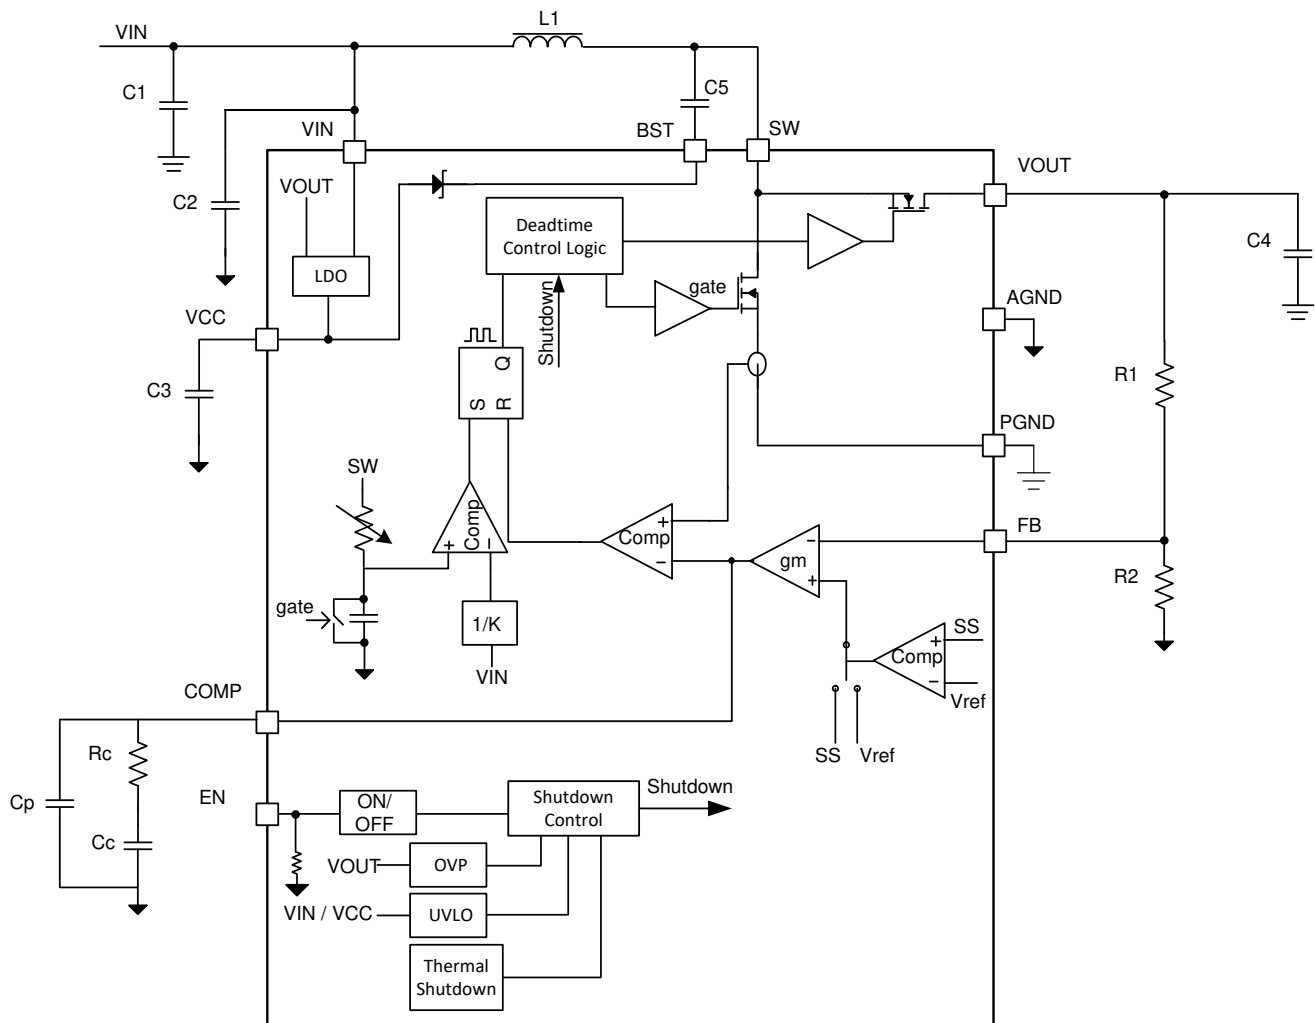 L1
VIN
C5
C1
VIN
BST
SW
VOUT
VOUT
C2
Deadtime
Control Logic
C4
LDO
gate
AGND
VCC
Shutdown
Q
R1
C3
S
R
PGND
SW
Comp
+
−
+
Comp
−
−
gm
+
FB
R2
gate
1/K
VIN
+
SS
Comp
−
Vref
COMP
SS
Vref
Rc
Cp
Cc
EN
ON/
OFF
Shutdown
Control
Shutdown
VOUT
OVP
VIN / VCC
UVLO
Thermal
Shutdown